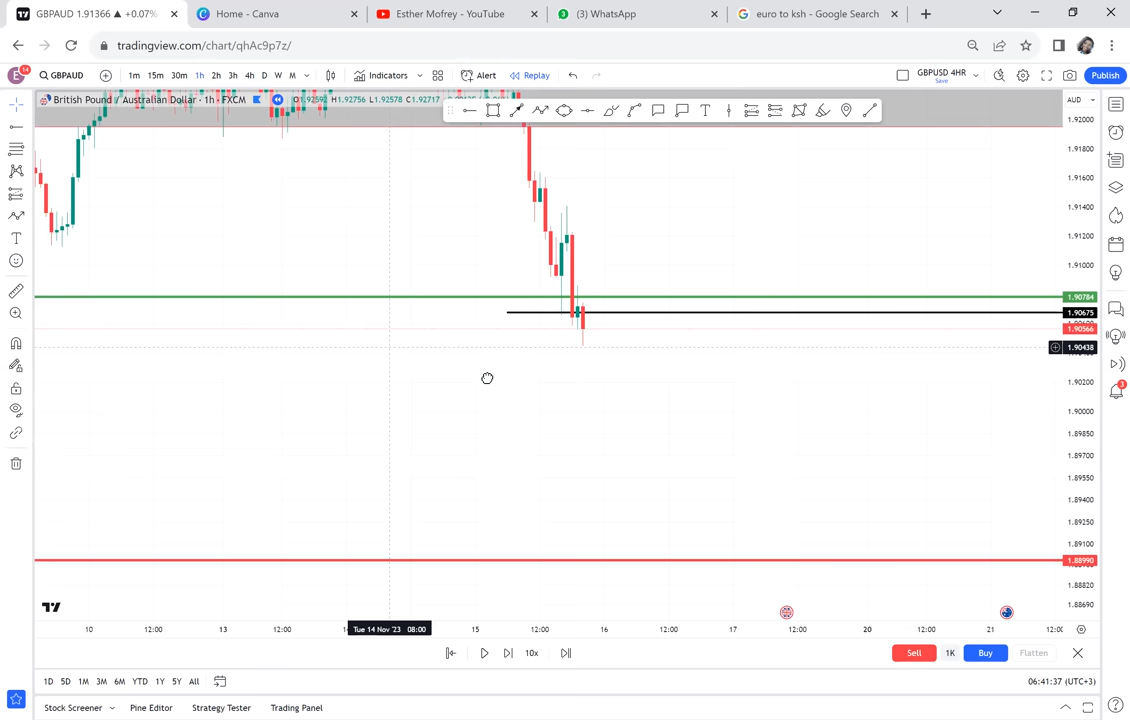 GBPAUD 1.91366 ▲ +0.07%
Home - Canva
Esther Mofrey - YouTube
(3) WhatsApp
euro to ksh - Google Search
tradingview.com/chart/qhAc9p7z/
E 14
GBPAUD 1m 15m 30m 1h 2h 3h 4h D W M Indicators Alert Replay GBPUSD 4HR Save Publish
British Pound / Australian Dollar · 1h · FXCM O1.92592 H1.92756 L1.92578 C1.92717
AUD
1.92000
1.91800
1.91600
1.91400
1.91200
1.91000
1.90784
1.90675
1.90566
1.90438
1.90200
1.90000
1.89850
1.89700
1.89550
1.89400
1.89250
1.89100
1.88990
1.88820
1.88690
3
10 12:00 13 12:00 Tue 14 Nov '23 08:00 15 12:00 16 12:00 17 12:00 20 12:00 21 12:00
10x Sell 1K Buy Flatten
1D 5D 1M 3M 6M YTD 1Y 5Y All 06:41:37 (UTC+3)
Stock Screener Pine Editor Strategy Tester Trading Panel